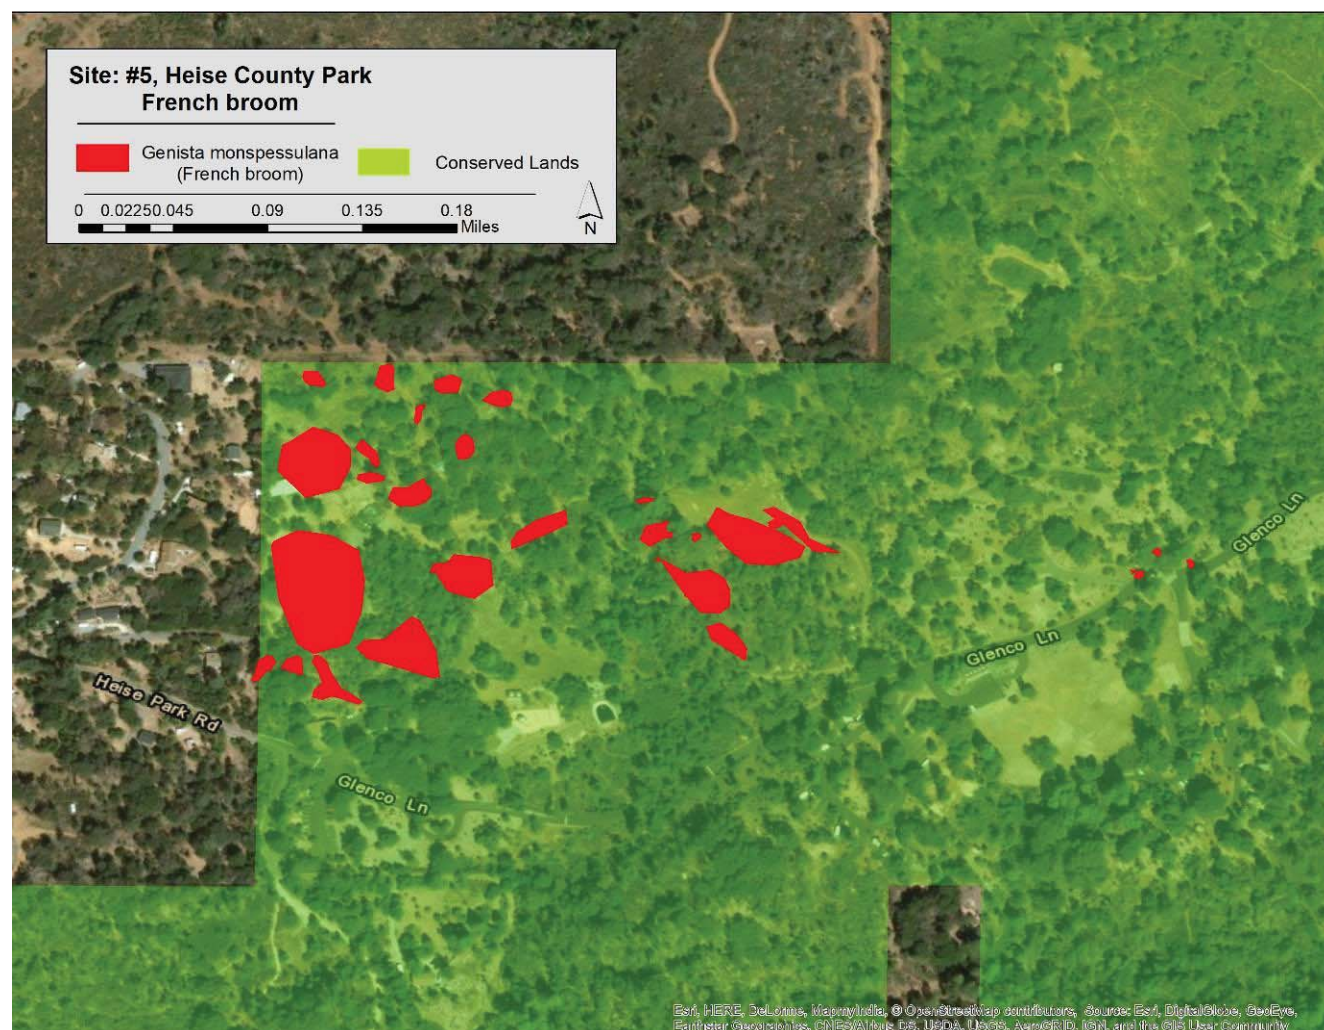 Site: #5, Heise County Park
French broom
Genista monspessulana
(French broom)
Conserved Lands
0 0.02250.045 0.09 0.135 0.18
Miles
N
Glenco Ln
Glenco Ln
Heise Park Rd
Glenco Ln
Esri, HERE, DeLorme, MapmyIndia, © OpenStreetMap contributors, Source: Esri, DigitalGlobe, GeoEye,
Earthstar Geographics, CNES/Airbus DS, USDA, USGS, AeroGRID, IGN, and the GIS User Community